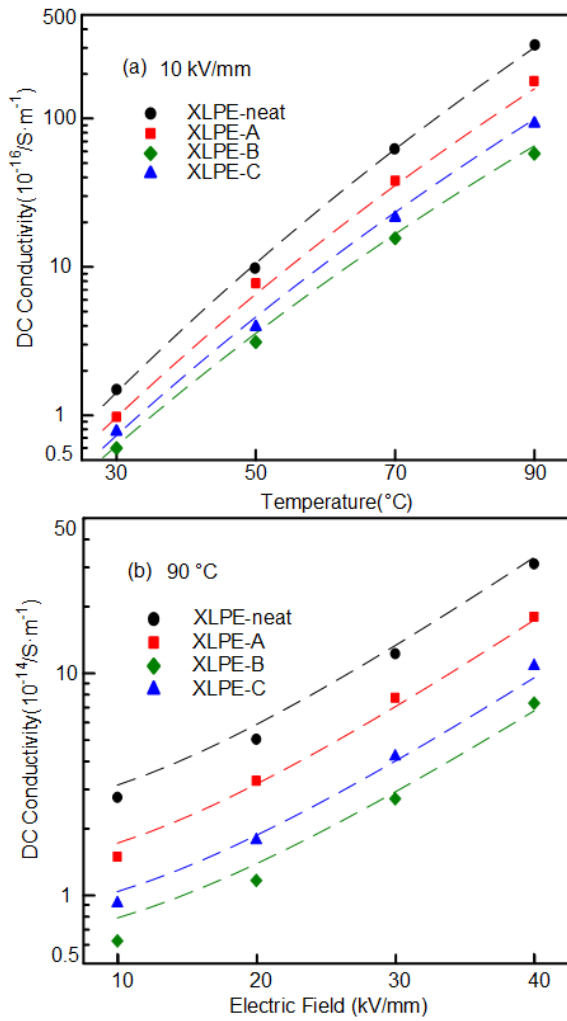 500
(a) 10 kV/mm
XLPE-neat
XLPE-A
XLPE-B
XLPE-C
100
10
1
0.5
DC Conductivity(10⁻¹⁶/S·m⁻¹)
30 50 70 90
Temperature(°C)
50
(b) 90 °C
XLPE-neat
XLPE-A
XLPE-B
XLPE-C
10
1
0.5
DC Conductivity(10⁻¹⁴/S·m⁻¹)
10 20 30 40
Electric Field (kV/mm)